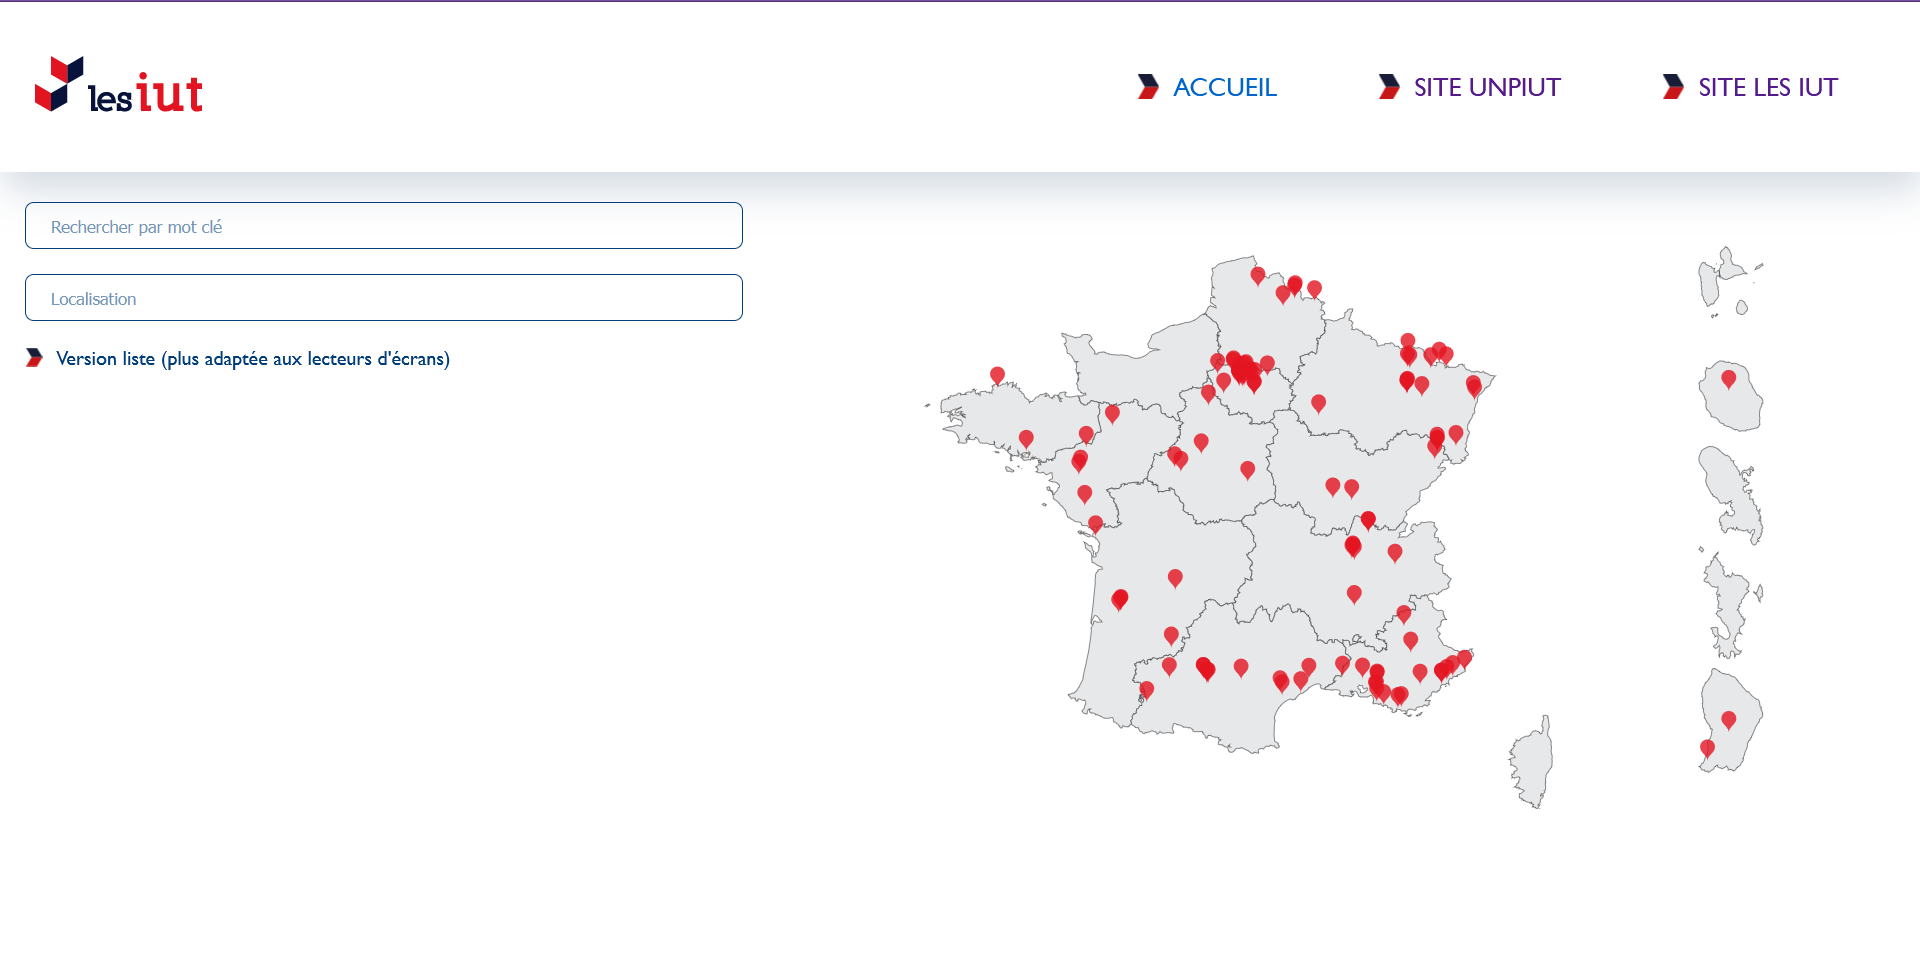 les iut
ACCUEIL
SITE UNPIUT
SITE LES IUT
Rechercher par mot clé
Localisation
Version liste (plus adaptée aux lecteurs d'écrans)